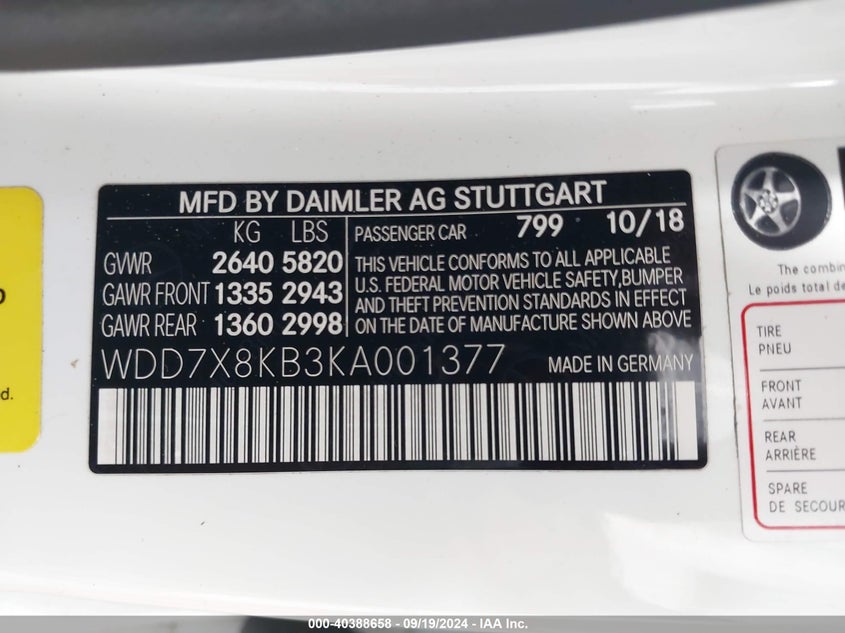 MFD BY DAIMLER AG STUTTGART
KG LBS
GVWR 2640 5820
GAWR FRONT 1335 2943
GAWR REAR 1360 2998
PASSENGER CAR 799 10/18
THIS VEHICLE CONFORMS TO ALL APPLICABLE
U.S. FEDERAL MOTOR VEHICLE SAFETY,BUMPER
AND THEFT PREVENTION STANDARDS IN EFFECT
ON THE DATE OF MANUFACTURE SHOWN ABOVE
WDD7X8KB3KA001377 MADE IN GERMANY
d.
The combin
Le poids total de
TIRE
PNEU
FRONT
AVANT
REAR
ARRIÈRE
SPARE
DE SECOUR
000-40388658 - 09/19/2024 - IAA Inc.